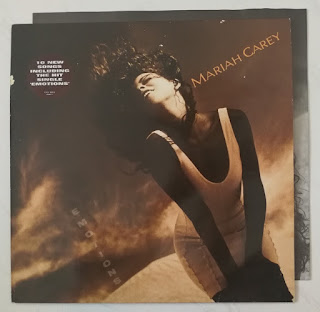 10 NEW
SONGS
INCLUDING
THE HIT
SINGLE
'EMOTIONS'
MARIAH CAREY
EMOTIONS